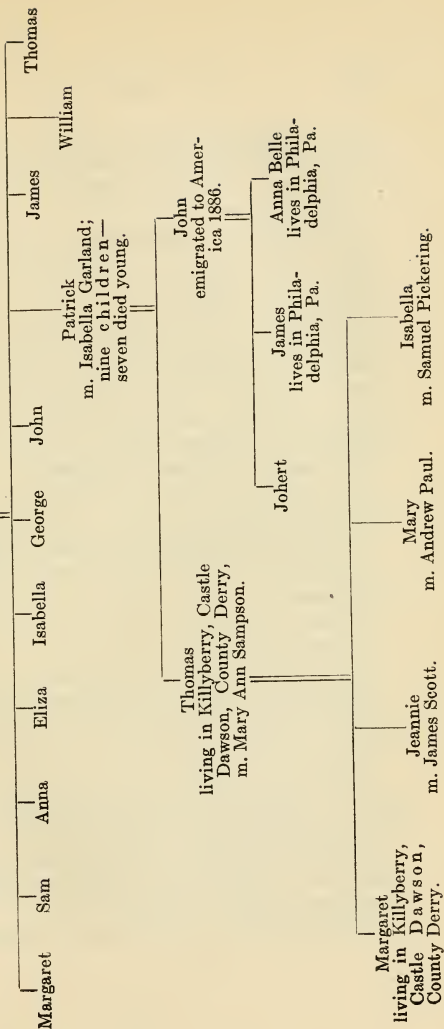 Margaret
Sam
Anna
Eliza
Isabella
George
John
Patrick
m. Isabella Garland;
nine children—
seven died young.
James
William
Thomas
Thomas
living in Killyberry, Castle
Dawson, County Derry,
m. Mary Ann Sampson.
John
emigrated to Amer-
ica 1886.
Johert
James
lives in Phila-
delphia, Pa.
Anna Belle
lives in Phila-
delphia, Pa.
Margaret
living in Killyberry,
Castle Dawson,
County Derry.
Jeannie
m. James Scott.
Mary
m. Andrew Paul.
Isabella
m. Samuel Pickering.